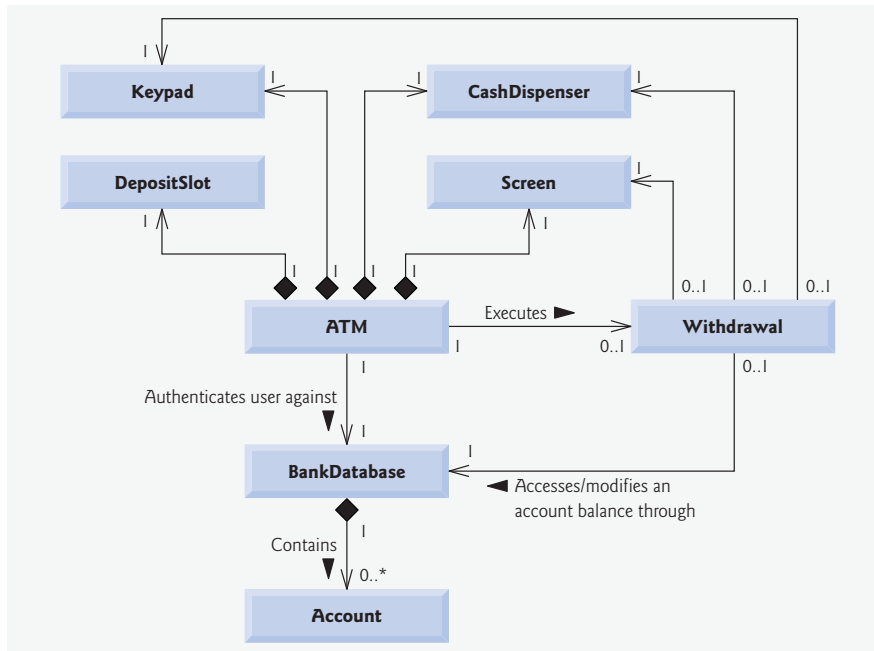 1
Keypad
1
CashDispenser
1
1
DepositSlot
Screen
1
1
1
1
1
1
1
0..1
0..1
0..1
ATM
Executes
Withdrawal
1
0..1
1
0..1
Authenticates user against
1
1
BankDatabase
Accesses/modifies an
account balance through
1
Contains
0..*
Account